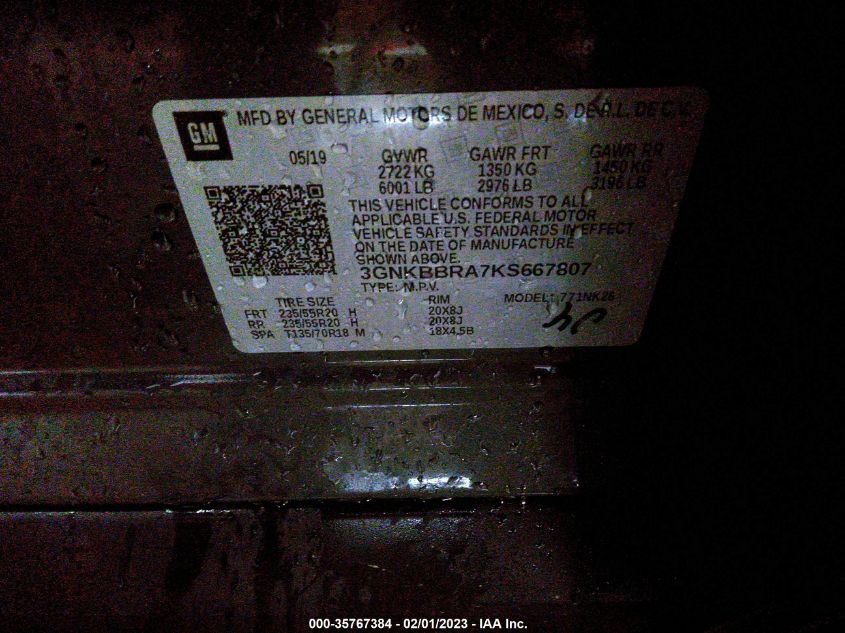 GM MFD BY GENERAL MOTORS DE MEXICO, S. DE R.L. DE C.V.
05/19 GVWR GAWR FRT GAWR RR
2722 KG 1350 KG 1450 KG
6001 LB 2976 LB 3196 LB
THIS VEHICLE CONFORMS TO ALL
APPLICABLE U.S. FEDERAL MOTOR
VEHICLE SAFETY STANDARDS IN EFFECT
ON THE DATE OF MANUFACTURE
SHOWN ABOVE.
3GNKBBRA7KS667807
TYPE: M.P.V. MODEL: 771NK26
TIRE SIZE RIM
FRT 235/55R20 H 20X8J
RR 235/55R20 H 20X8J
SPA T135/70R18 M 18X4.5B
000-35767384 - 02/01/2023 - IAA Inc.